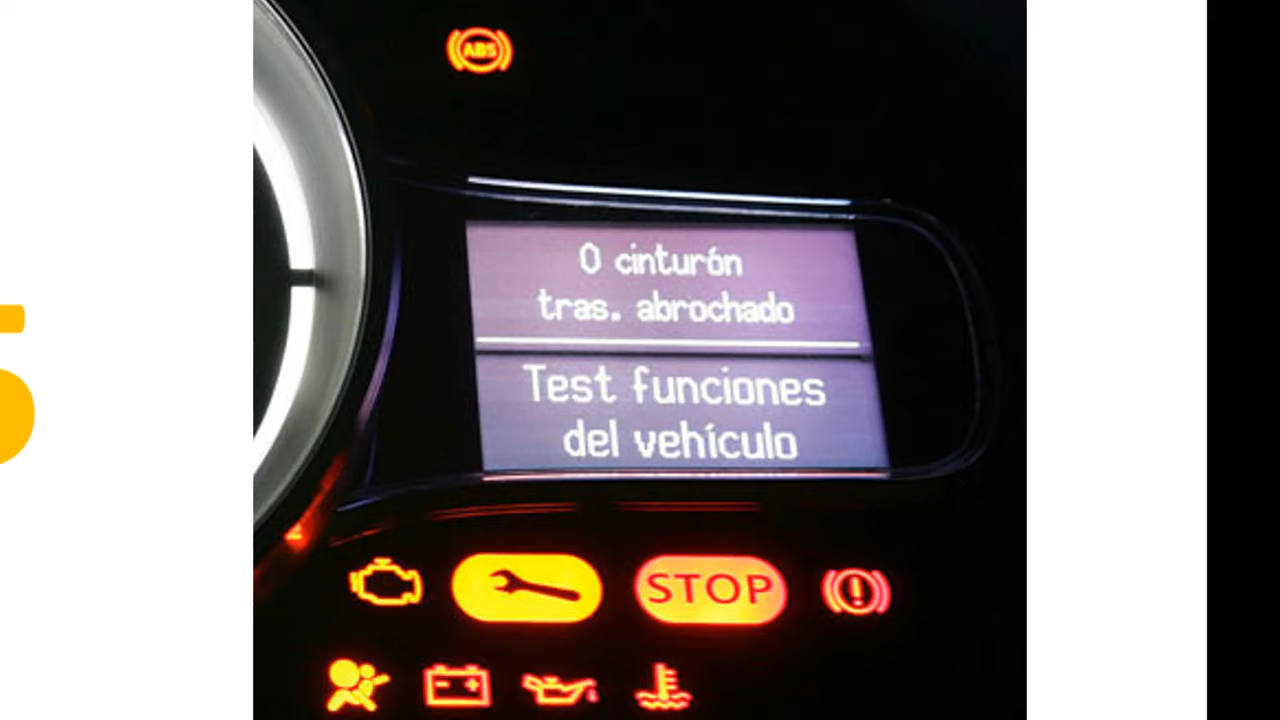 ABS
0 cinturón
tras. abrochado
Test funciones
del vehículo
STOP